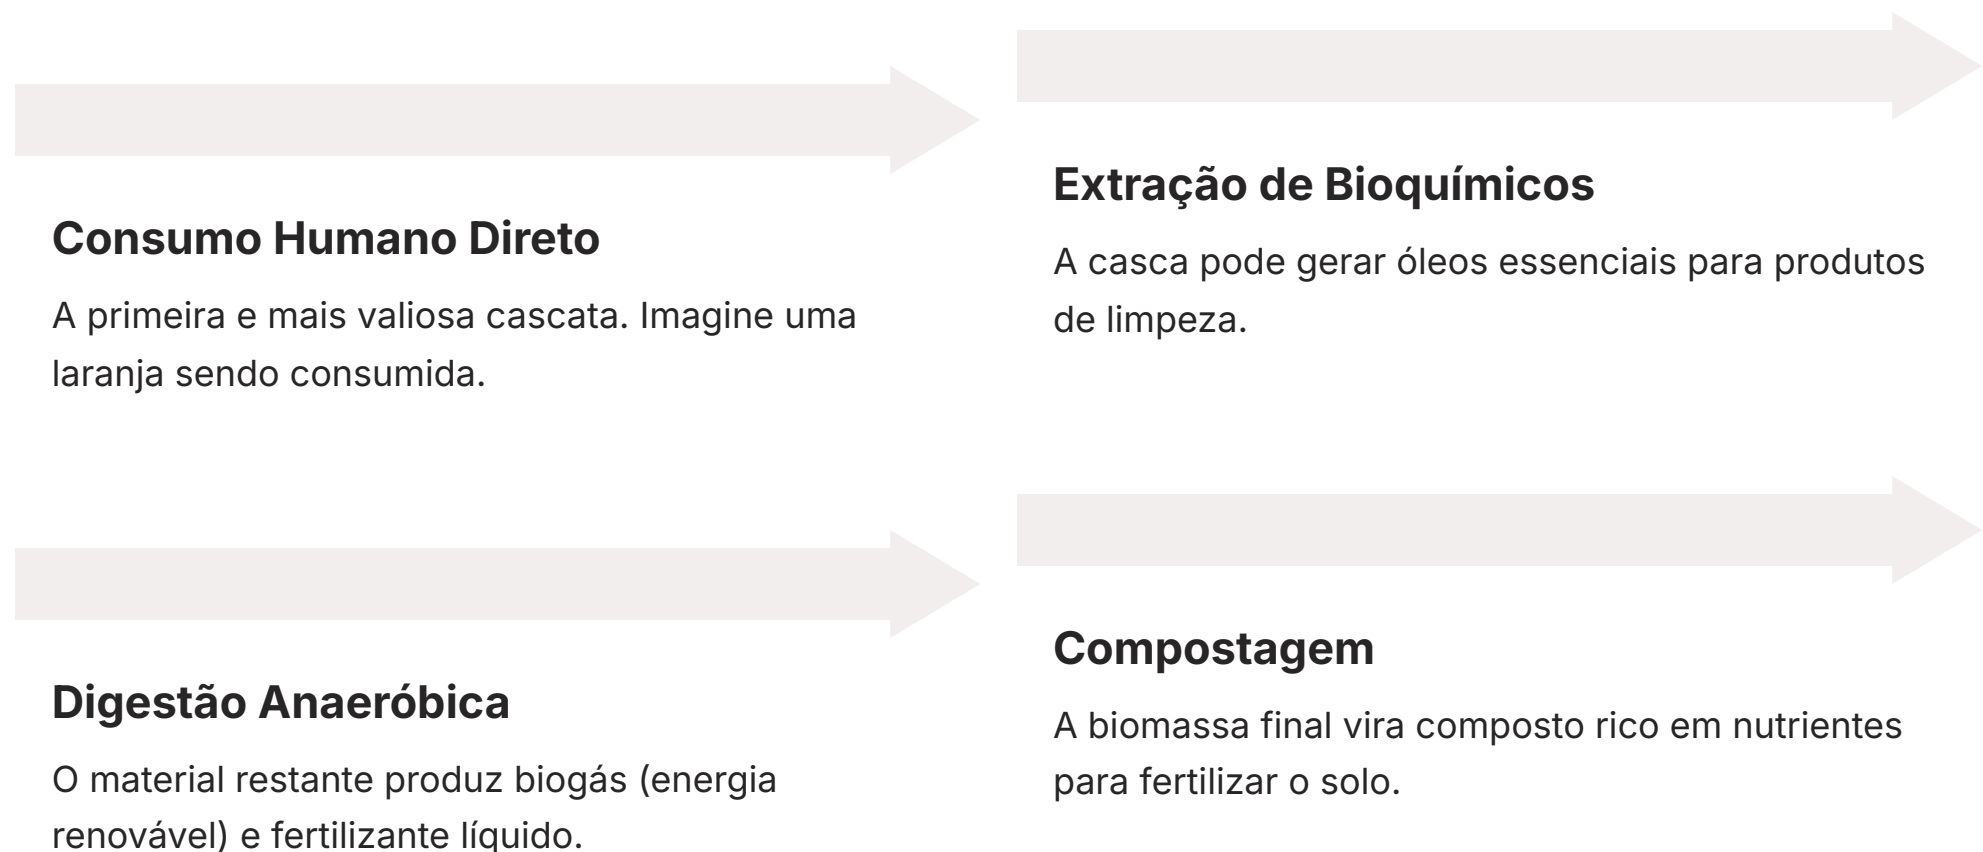 Consumo Humano Direto
A primeira e mais valiosa cascata. Imagine uma
laranja sendo consumida.
Extração de Bioquímicos
A casca pode gerar óleos essenciais para produtos
de limpeza.
Digestão Anaeróbica
O material restante produz biogás (energia
renovável) e fertilizante líquido.
Compostagem
A biomassa final vira composto rico em nutrientes
para fertilizar o solo.